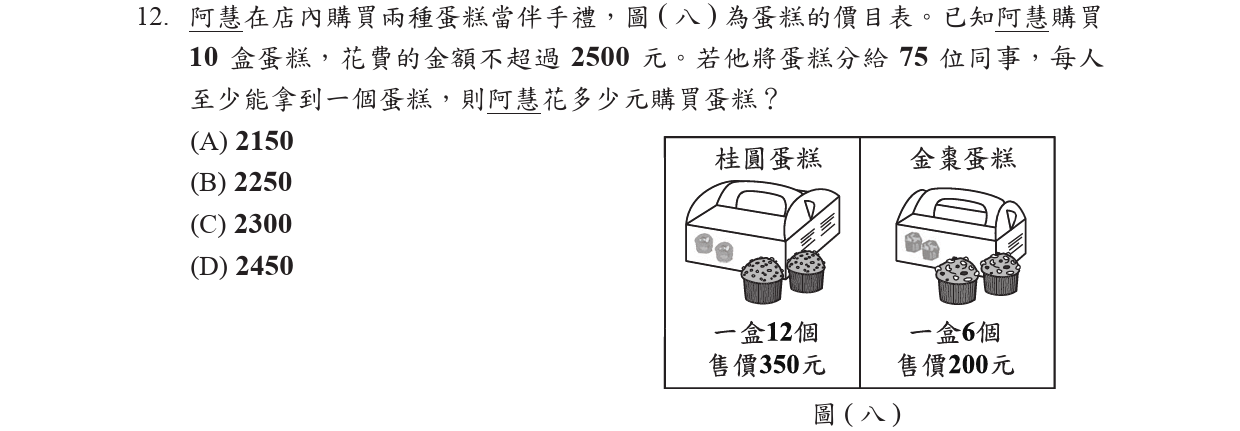 12. 阿慧在店內購買兩種蛋糕當伴手禮，圖(八)為蛋糕的價目表。已知阿慧購買
10 盒蛋糕，花費的金額不超過 2500 元。若他將蛋糕分給 75 位同事，每人
至少能拿到一個蛋糕，則阿慧花多少元購買蛋糕？
(A) 2150
(B) 2250
(C) 2300
(D) 2450
桂圓蛋糕
一盒12個
售價350元
金棗蛋糕
一盒6個
售價200元
圖(八)